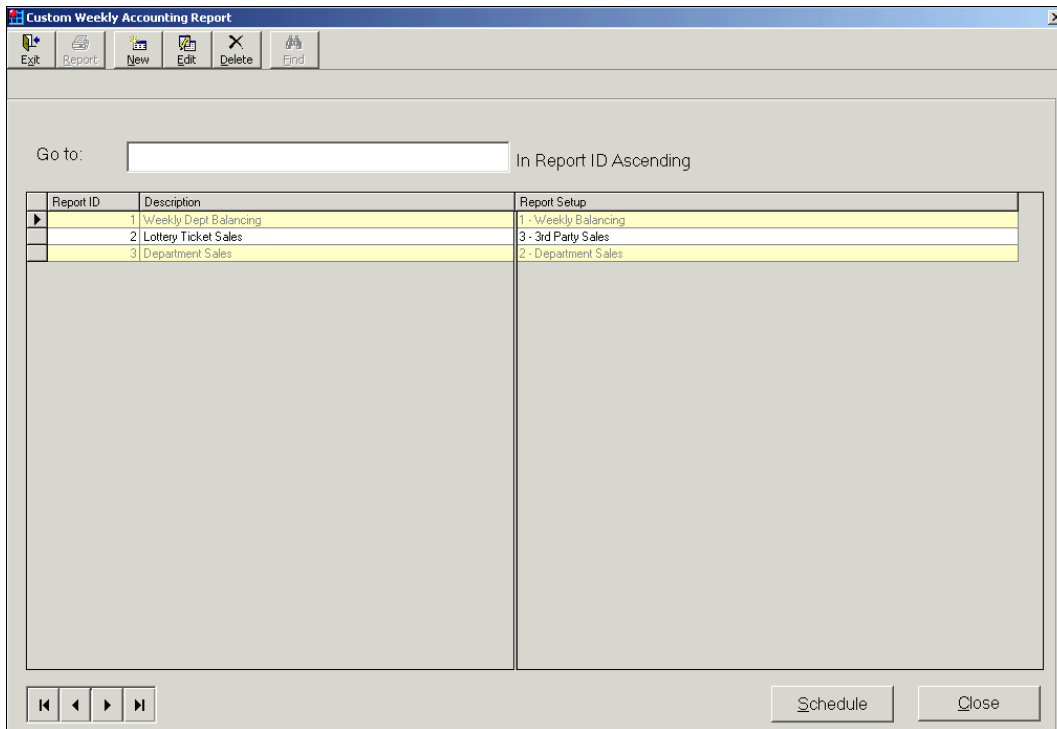 Custom Weekly Accounting Report
Exit Report New Edit Delete Find
Go to: In Report ID Ascending
Report ID Description Report Setup
1 Weekly Dept Balancing 1 - Weekly Balancing
2 Lottery Ticket Sales 3 - 3rd Party Sales
3 Department Sales 2 - Department Sales
Schedule Close